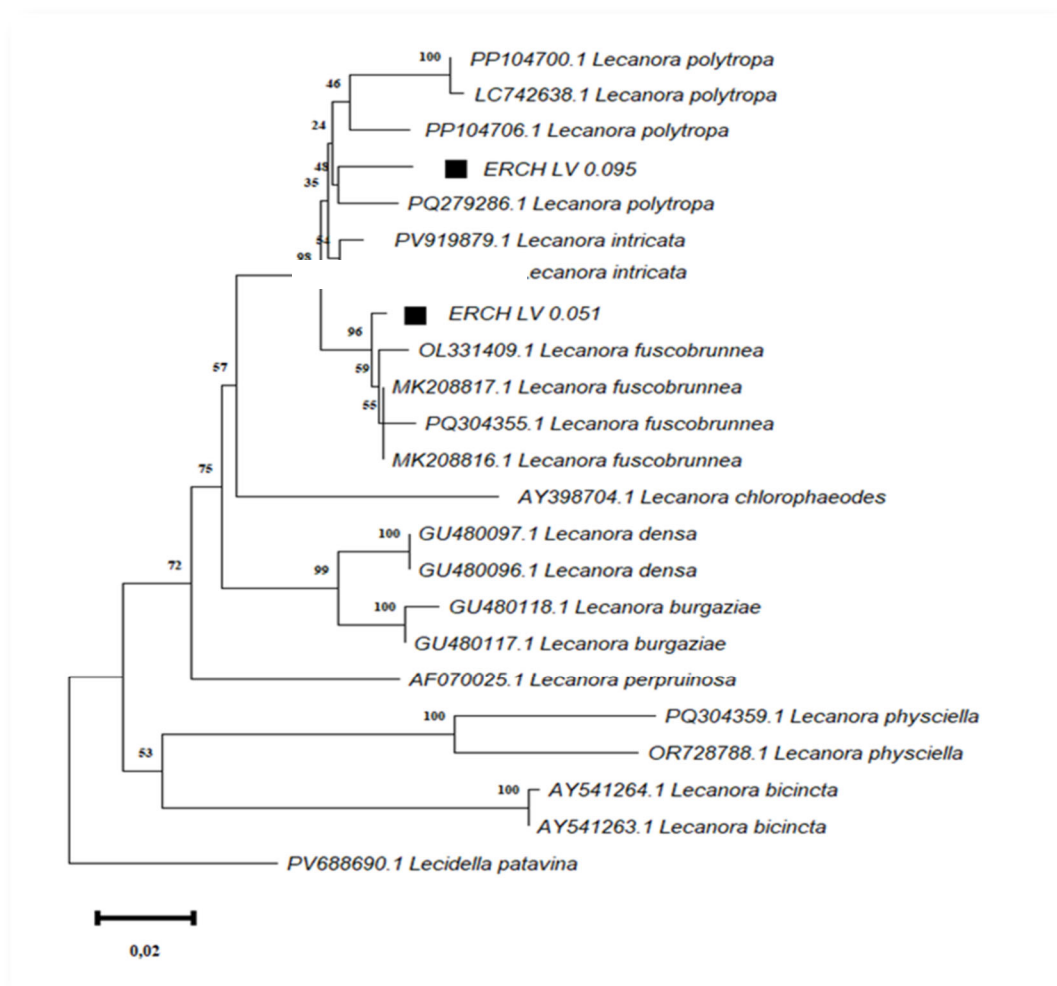 100
PP104700.1 Lecanora polytropa
46
LC742638.1 Lecanora polytropa
24
PP104706.1 Lecanora polytropa
48
ERCH LV 0.095
35
PQ279286.1 Lecanora polytropa
54
PV919879.1 Lecanora intricata
98
intricata
ERCH LV 0.051
96
OL331409.1 Lecanora fuscobrunnea
57
59
MK208817.1 Lecanora fuscobrunnea
55
PQ304355.1 Lecanora fuscobrunnea
75
MK208816.1 Lecanora fuscobrunnea
AY398704.1 Lecanora chlorophaeodes
100
GU480097.1 Lecanora densa
72
99
GU480096.1 Lecanora densa
100
GU480118.1 Lecanora burgaziae
GU480117.1 Lecanora burgaziae
AF070025.1 Lecanora perpruinosa
100
PQ304359.1 Lecanora physciella
53
OR728788.1 Lecanora physciella
100
AY541264.1 Lecanora bicincta
AY541263.1 Lecanora bicincta
PV688690.1 Lecidella patavina
0,02